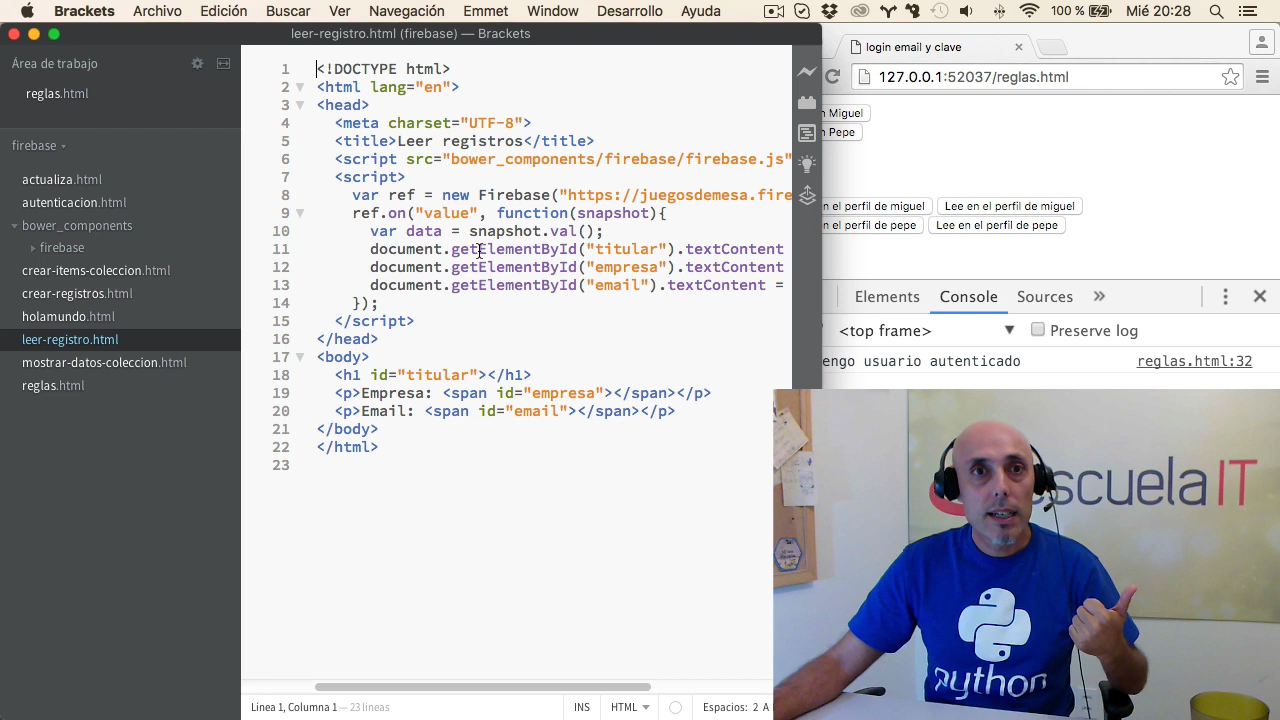 Brackets Archivo Edición Buscar Ver Navegación Emmet Window Desarrollo Ayuda 100 % Mié 20:28
leer-registro.html (firebase) — Brackets
Área de trabajo
reglas.html
firebase
actualiza.html
autenticacion.html
bower_components
firebase
crear-items-coleccion.html
crear-registros.html
holamundo.html
leer-registro.html
mostrar-datos-coleccion.html
reglas.html
1 <!DOCTYPE html>
2 <html lang="en">
3 <head>
4 <meta charset="UTF-8">
5 <title>Leer registros</title>
6 <script src="bower_components/firebase/firebase.js"
7 <script>
8 var ref = new Firebase("https://juegosdemesa.fire
9 ref.on("value", function(snapshot){
10 var data = snapshot.val();
11 document.getElementById("titular").textContent
12 document.getElementById("empresa").textContent
13 document.getElementById("email").textContent =
14 });
15 </script>
16 </head>
17 <body>
18 <h1 id="titular"></h1>
19 <p>Empresa: <span id="empresa"></span></p>
20 <p>Email: <span id="email"></span></p>
21 </body>
22 </html>
23
Línea 1, Columna 1 — 23 líneas INS HTML Espacios: 2
login email y clave
127.0.0.1:52037/reglas.html
n Miguel
n Pepe
e en el perfil de miguel Lee en el perfil de miguel
e en el perfil de pepe Lee en el perfil de pepe
Elements Console Sources
<top frame> Preserve log
engo usuario autenticado reglas.html:32
escuelaIT
python